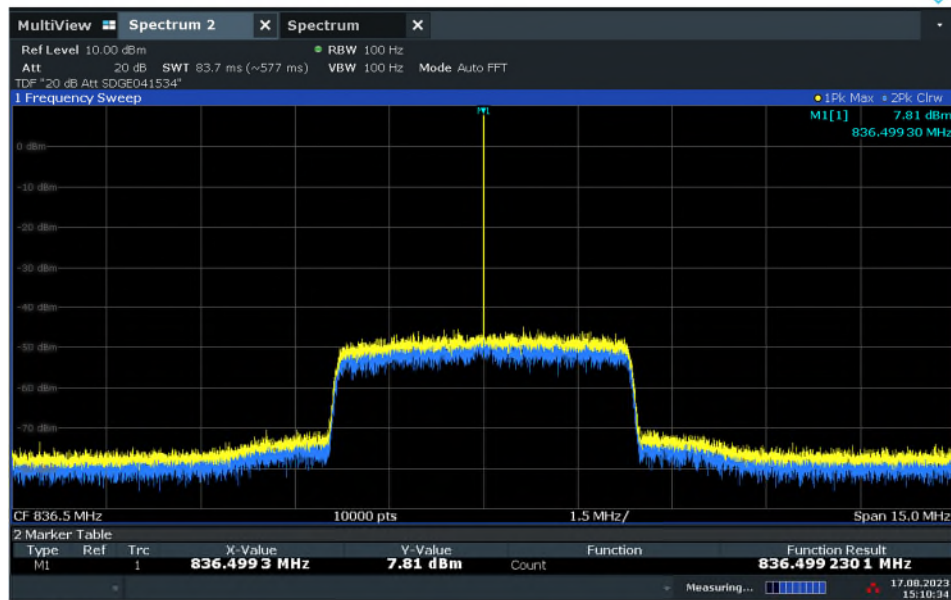 MultiView Spectrum 2 X Spectrum X
Ref Level 10.00 dBm RBW 100 Hz
Att 20 dB SWT 83.7 ms (~577 ms) VBW 100 Hz Mode Auto FFT
TDF "20 dB Att SDGE041534"
1 Frequency Sweep 1Pk Max 2Pk Clrw
M1
M1[1] 7.81 dBm
836.499 30 MHz
0 dBm
-10 dBm
-20 dBm
-30 dBm
-40 dBm
-50 dBm
-60 dBm
-70 dBm
CF 836.5 MHz 10000 pts 1.5 MHz/ Span 15.0 MHz
2 Marker Table
Type Ref Trc X-Value Y-Value Function Function Result
M1 1 836.499 3 MHz 7.81 dBm Count 836.499 230 1 MHz
Measuring... 17.08.2023
15:10:34